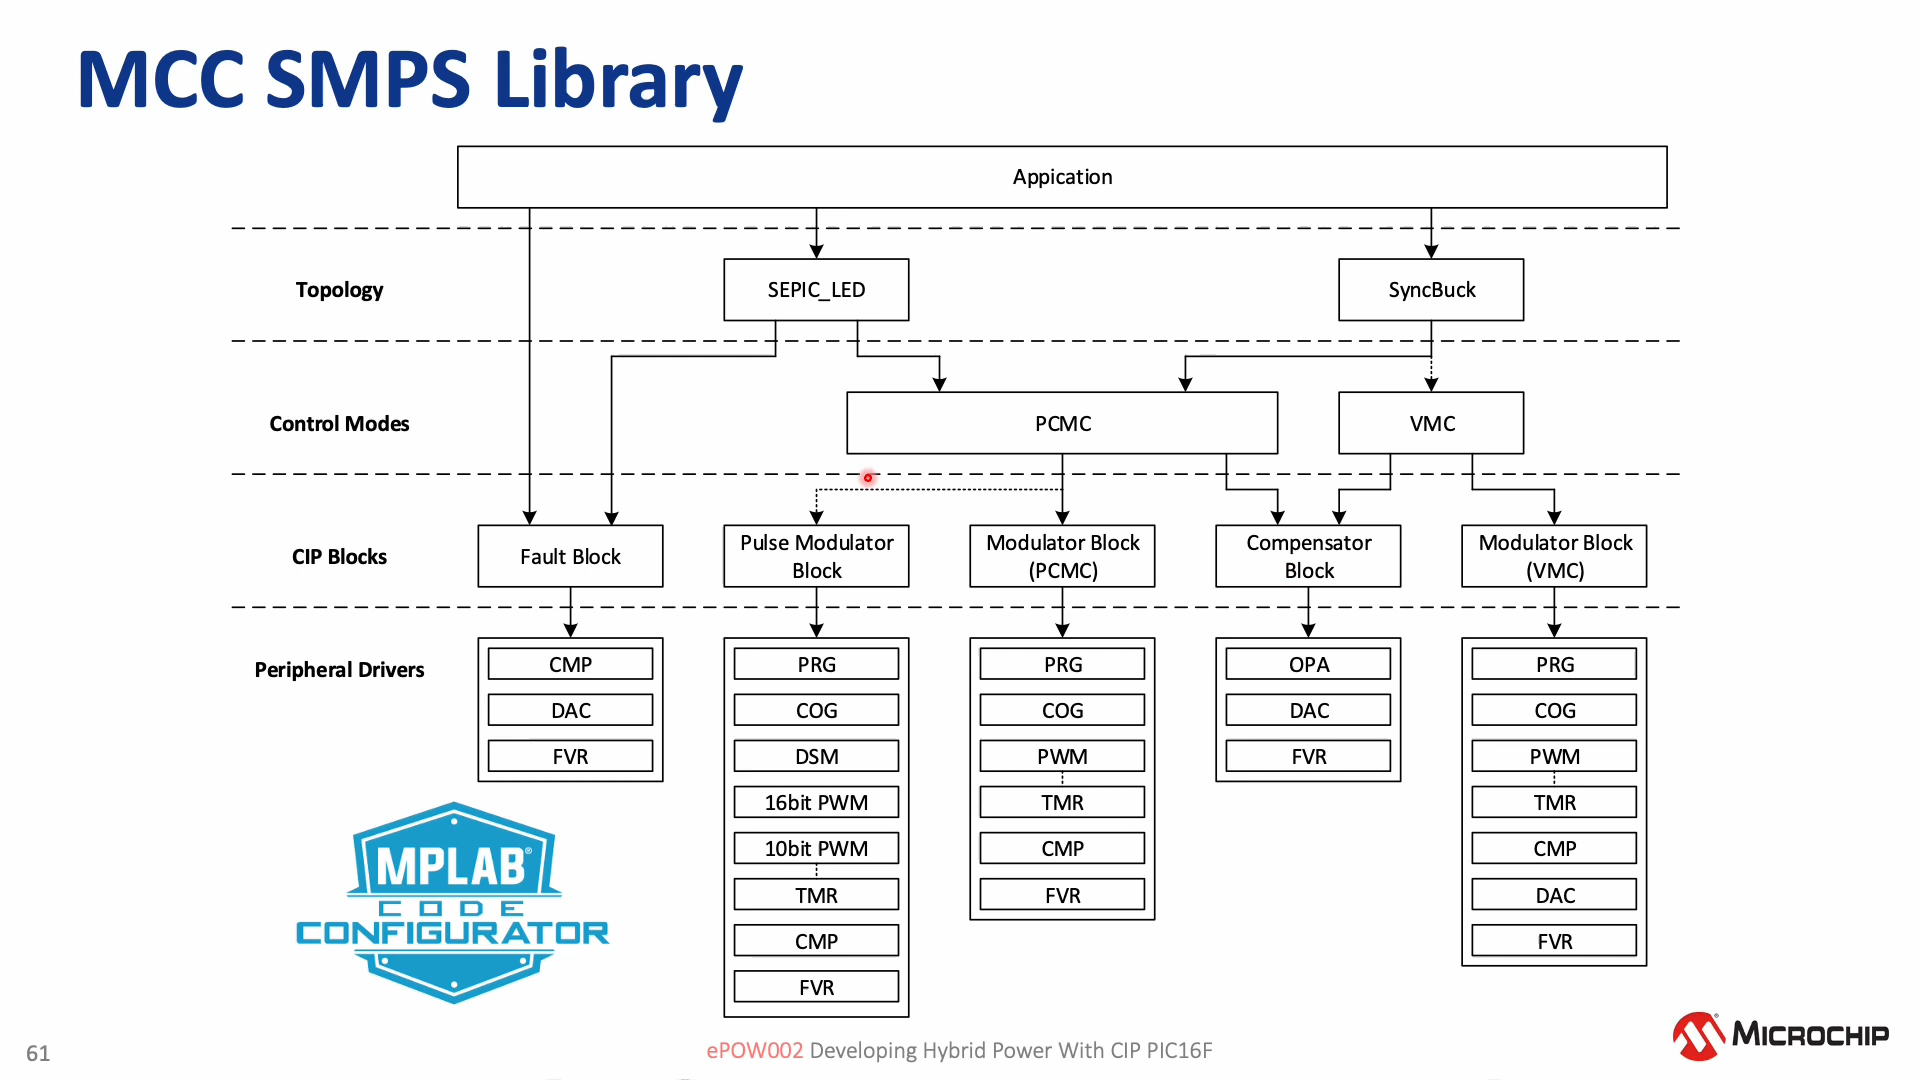 MCC SMPS Library
Appication
Topology
SEPIC_LED
SyncBuck
Control Modes
PCMC
VMC
CIP Blocks
Fault Block
Pulse Modulator
Block
Modulator Block
(PCMC)
Compensator
Block
Modulator Block
(VMC)
Peripheral Drivers
CMP
DAC
FVR
PRG
COG
DSM
16bit PWM
10bit PWM
TMR
CMP
FVR
PRG
COG
PWM
TMR
CMP
FVR
OPA
DAC
FVR
PRG
COG
PWM
TMR
CMP
DAC
FVR
MPLAB®
CODE
CONFIGURATOR
61
ePOW002 Developing Hybrid Power With CIP PIC16F
MICROCHIP